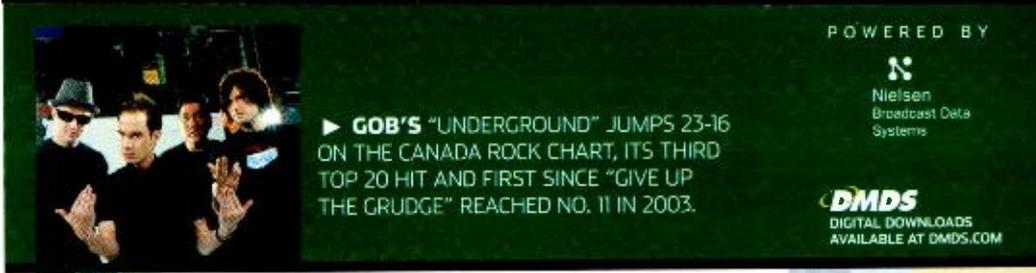 ► GOB'S "UNDERGROUND" JUMPS 23-16
ON THE CANADA ROCK CHART, ITS THIRD
TOP 20 HIT AND FIRST SINCE "GIVE UP
THE GRUDGE" REACHED NO. 11 IN 2003.
POWERED BY
Nielsen
Broadcast Data
Systems
DMDS
DIGITAL DOWNLOADS
AVAILABLE AT DMDS.COM